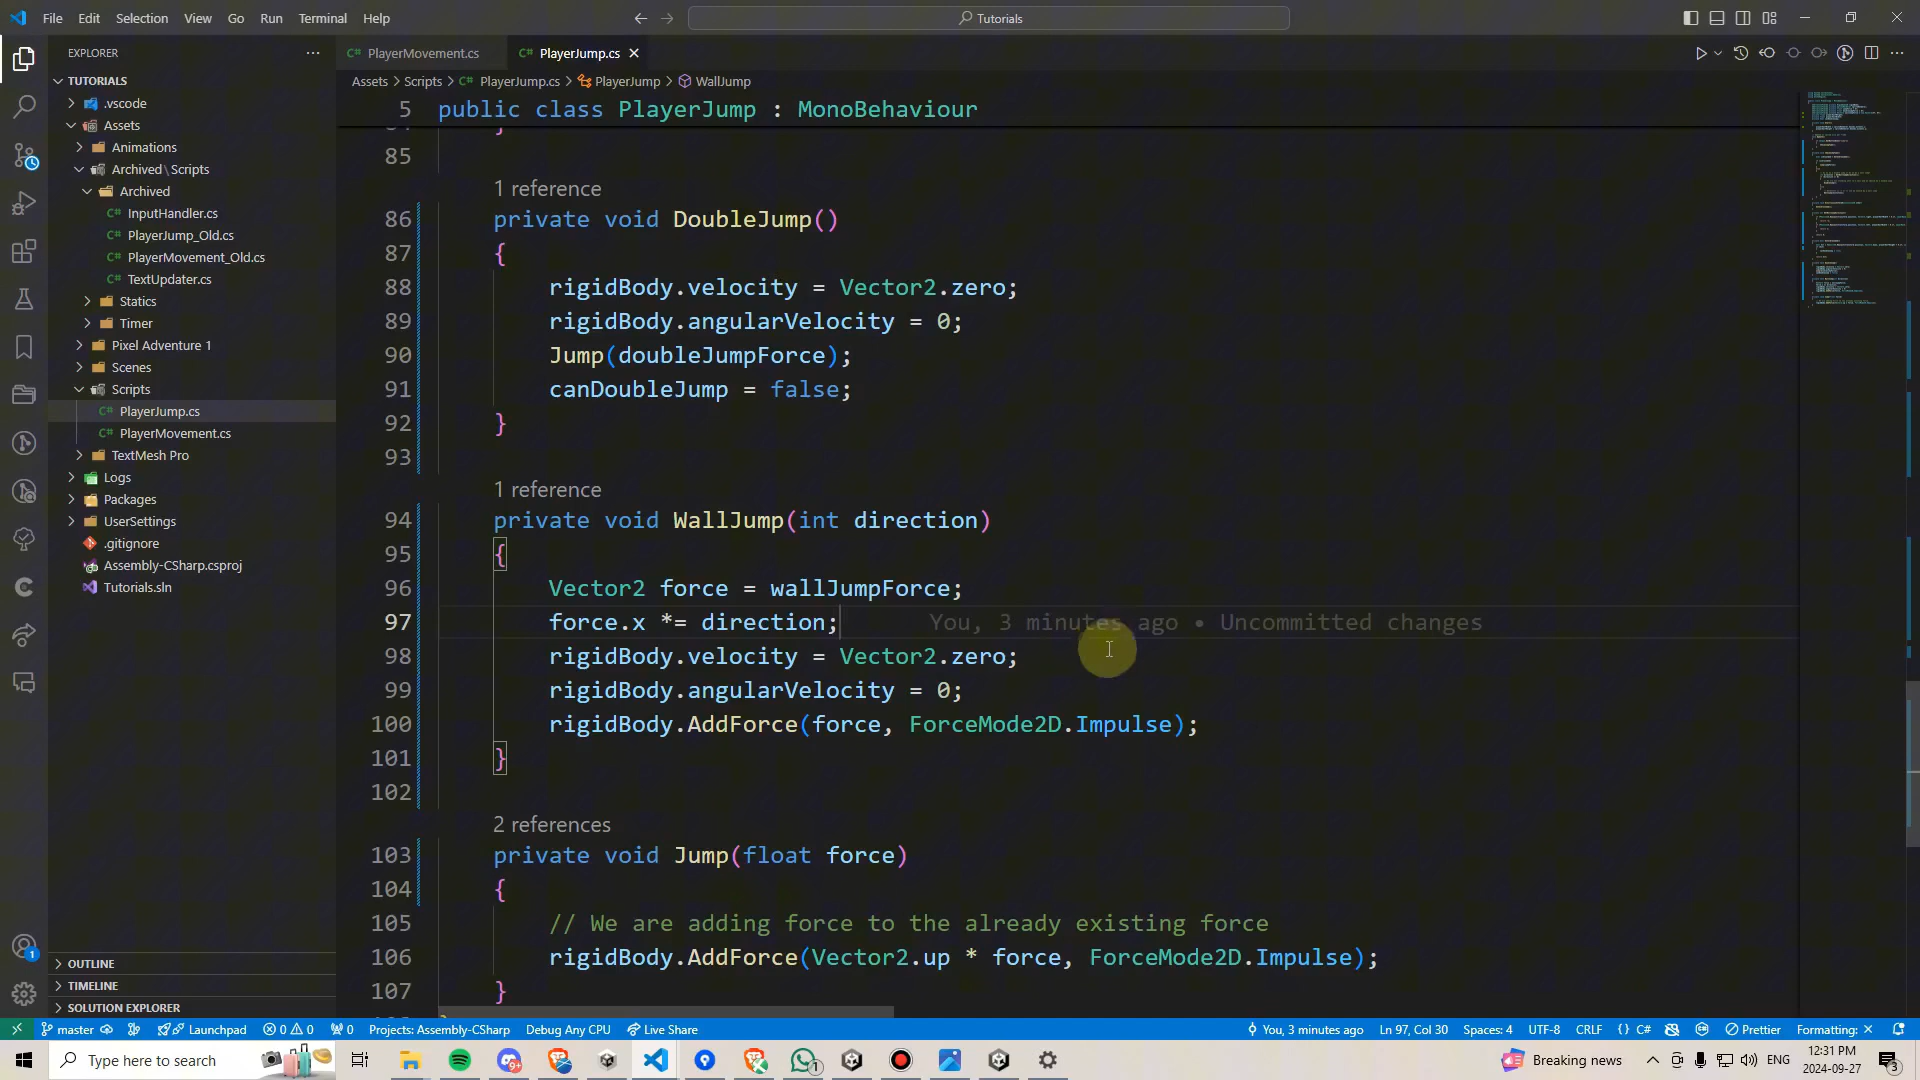 File Edit Selection View Go Run Terminal Help
Tutorials
EXPLORER
PlayerMovement.cs
PlayerJump.cs
Assets > Scripts > PlayerJump.cs > PlayerJump > WallJump
TUTORIALS
.vscode
Assets
Animations
Archived\Scripts
Archived
InputHandler.cs
PlayerJump_Old.cs
PlayerMovement_Old.cs
TextUpdater.cs
Statics
Timer
Pixel Adventure 1
Scenes
Scripts
PlayerJump.cs
PlayerMovement.cs
TextMesh Pro
Logs
Packages
UserSettings
.gitignore
Assembly-CSharp.csproj
Tutorials.sln
OUTLINE
TIMELINE
SOLUTION EXPLORER
5 public class PlayerJump : MonoBehaviour
85
1 reference
86 private void DoubleJump()
87 {
88 rigidBody.velocity = Vector2.zero;
89 rigidBody.angularVelocity = 0;
90 Jump(doubleJumpForce);
91 canDoubleJump = false;
92 }
93
1 reference
94 private void WallJump(int direction)
95 {
96 Vector2 force = wallJumpForce;
97 force.x *= direction; You, 3 minutes ago • Uncommitted changes
98 rigidBody.velocity = Vector2.zero;
99 rigidBody.angularVelocity = 0;
100 rigidBody.AddForce(force, ForceMode2D.Impulse);
101 }
102
2 references
103 private void Jump(float force)
104 {
105 // We are adding force to the already existing force
106 rigidBody.AddForce(Vector2.up * force, ForceMode2D.Impulse);
107 }
master Launchpad 0 0 0 Projects: Assembly-CSharp Debug Any CPU Live Share You, 3 minutes ago Ln 97, Col 30 Spaces: 4 UTF-8 CRLF {} C# Prettier Formatting: ×
Type here to search
9+
1
Breaking news
ENG
12:31 PM
2024-09-27
3